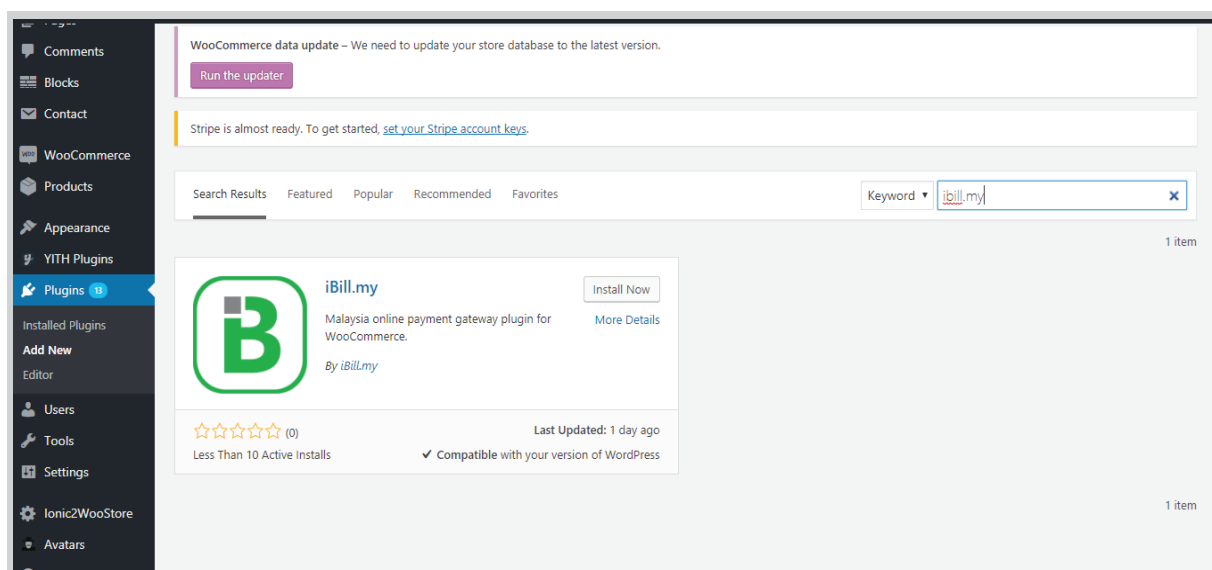 Pages
Comments
Blocks
Contact
WooCommerce
Products
Appearance
YITH Plugins
Plugins 13
Installed Plugins
Add New
Editor
Users
Tools
Settings
Ionic2WooStore
Avatars
WooCommerce data update – We need to update your store database to the latest version.
Run the updater
Stripe is almost ready. To get started, set your Stripe account keys.
Search Results Featured Popular Recommended Favorites Keyword ibill.my
1 item
iBill.my
Install Now
Malaysia online payment gateway plugin for
WooCommerce.
More Details
By iBill.my
(0)
Last Updated: 1 day ago
Less Than 10 Active Installs
Compatible with your version of WordPress
1 item